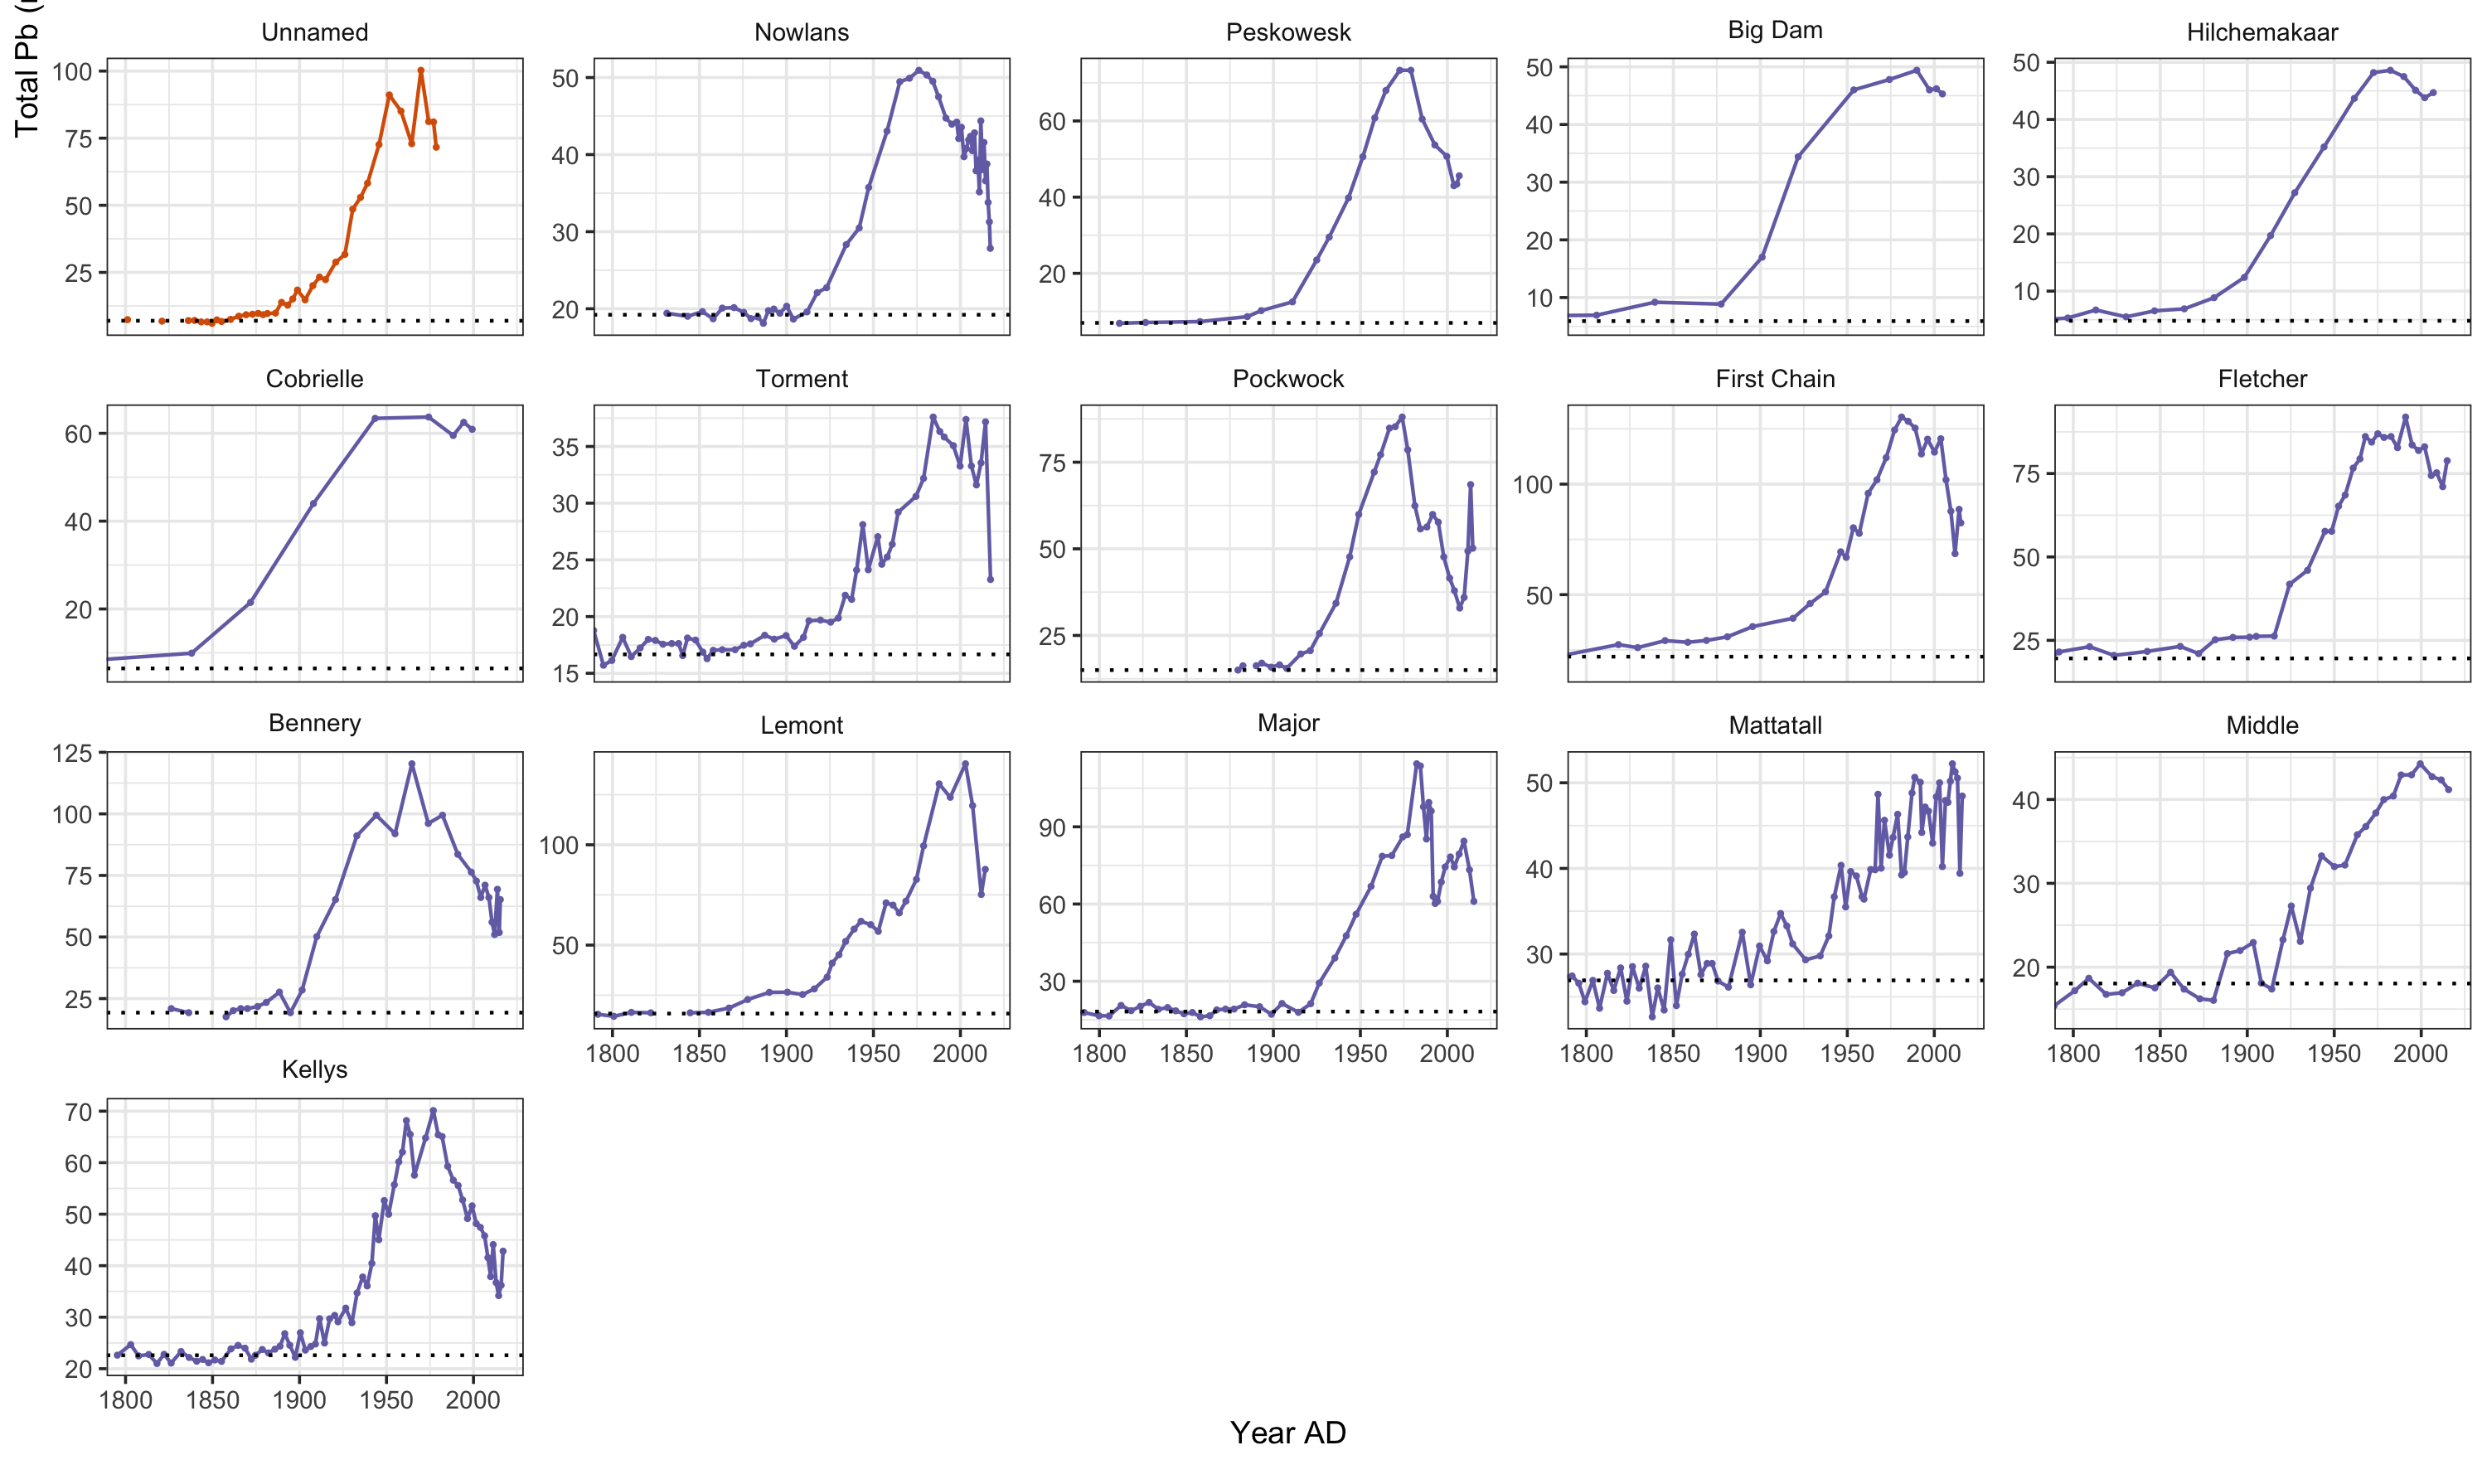 Total Pb (
Unnamed Nowlans Peskowesk Big Dam Hilchemakaar
100 75 50 25
50 40 30 20
60 40 20
50 40 30 20 10
50 40 30 20 10
Cobrielle Torment Pockwock First Chain Fletcher
60 40 20
35 30 25 20 15
75 50 25
100 50
75 50 25
Bennery Lemont Major Mattatall Middle
125 100 75 50 25
100 50
90 60 30
50 40 30
40 30 20
1800 1850 1900 1950 2000
1800 1850 1900 1950 2000
1800 1850 1900 1950 2000
1800 1850 1900 1950 2000
Kellys
70 60 50 40 30 20
1800 1850 1900 1950 2000
Year AD